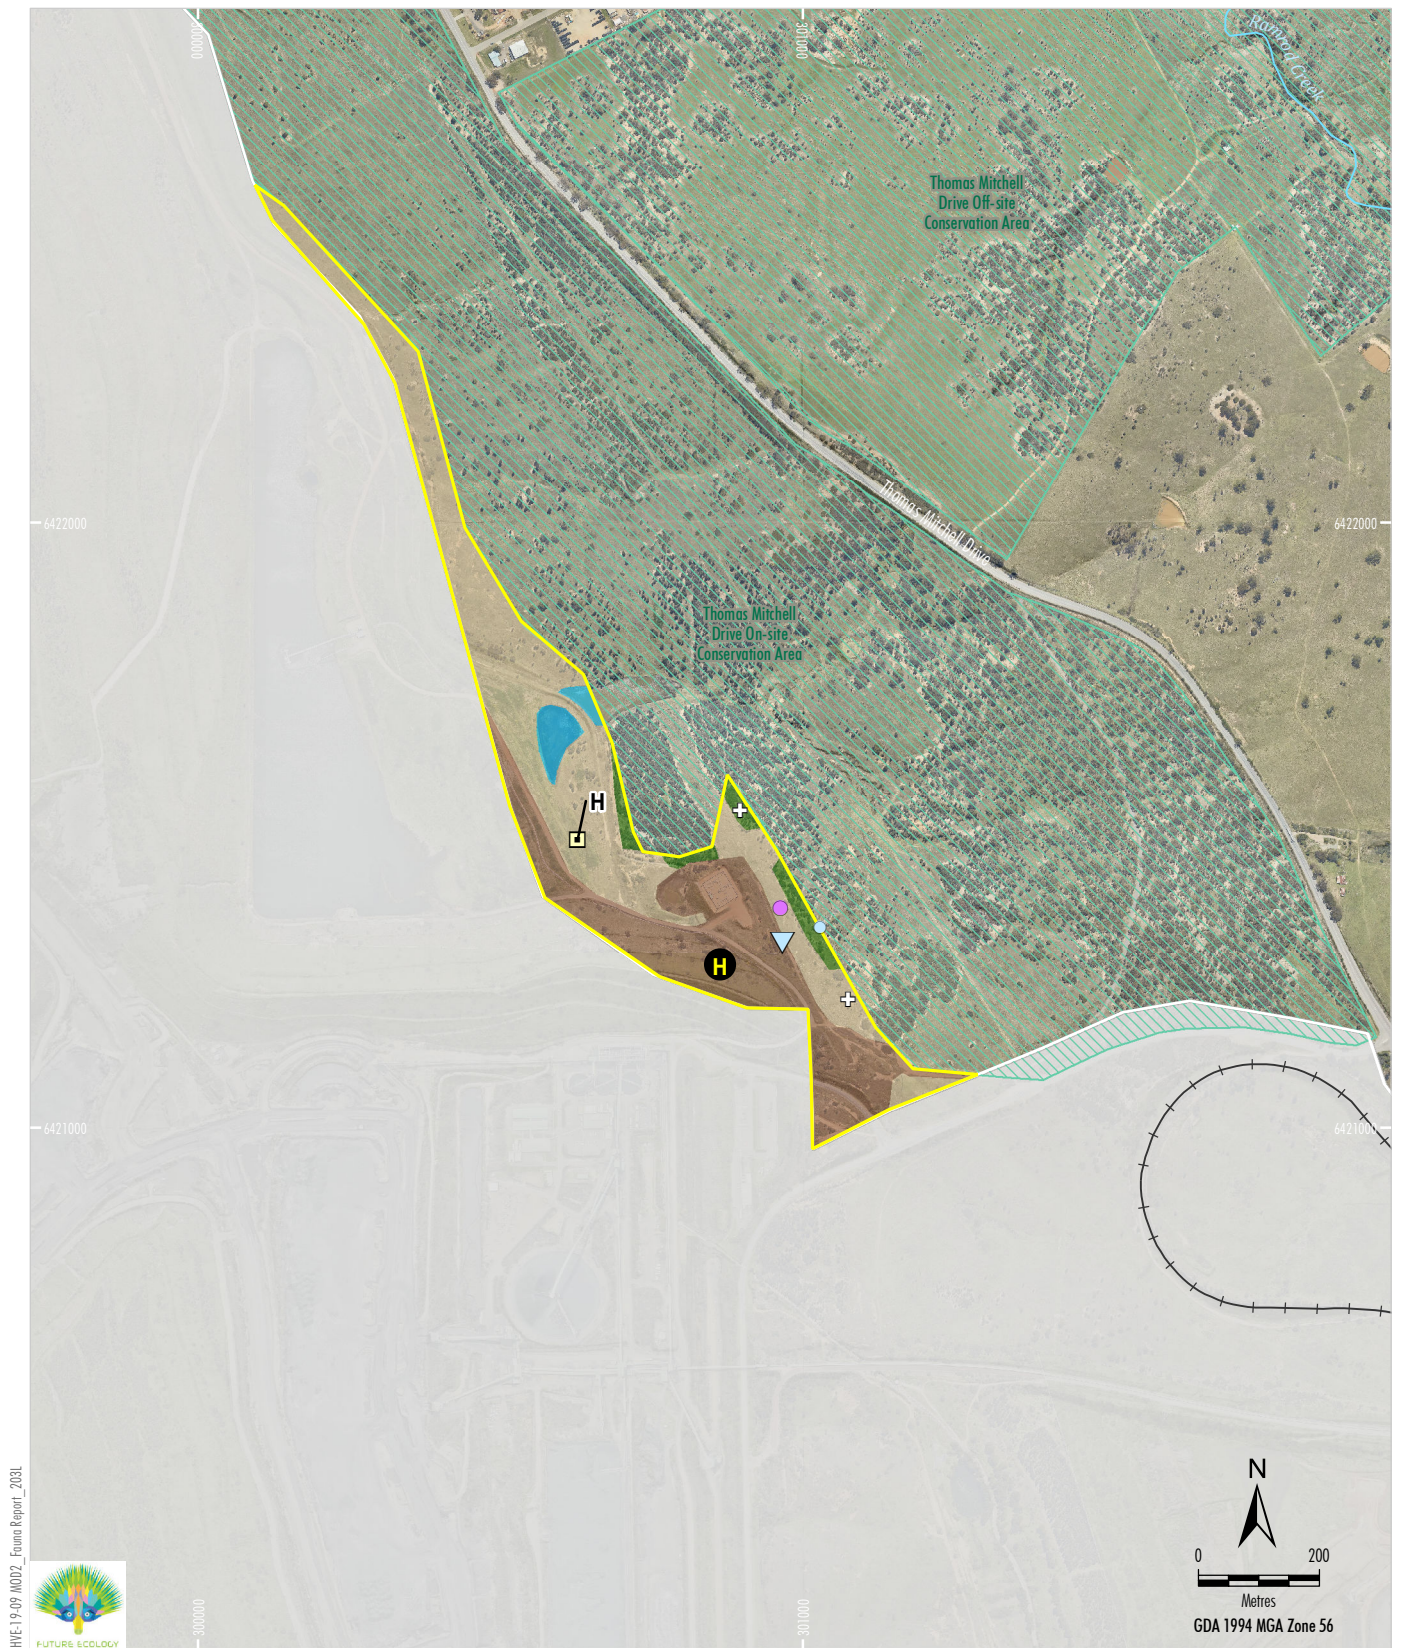 300000
301000
Ramrod Creek
Thomas Mitchell
Drive Off-site
Conservation Area
Thomas Mitchell Drive
6422000
6422000
Thomas Mitchell
Drive On-site
Conservation Area
H
H
6421000
6421000
N
0 200
Metres
GDA 1994 MGA Zone 56
300000
301000
HVE-19-09 MOD2_Fauna Report_203L
FUTURE ECOLOGY